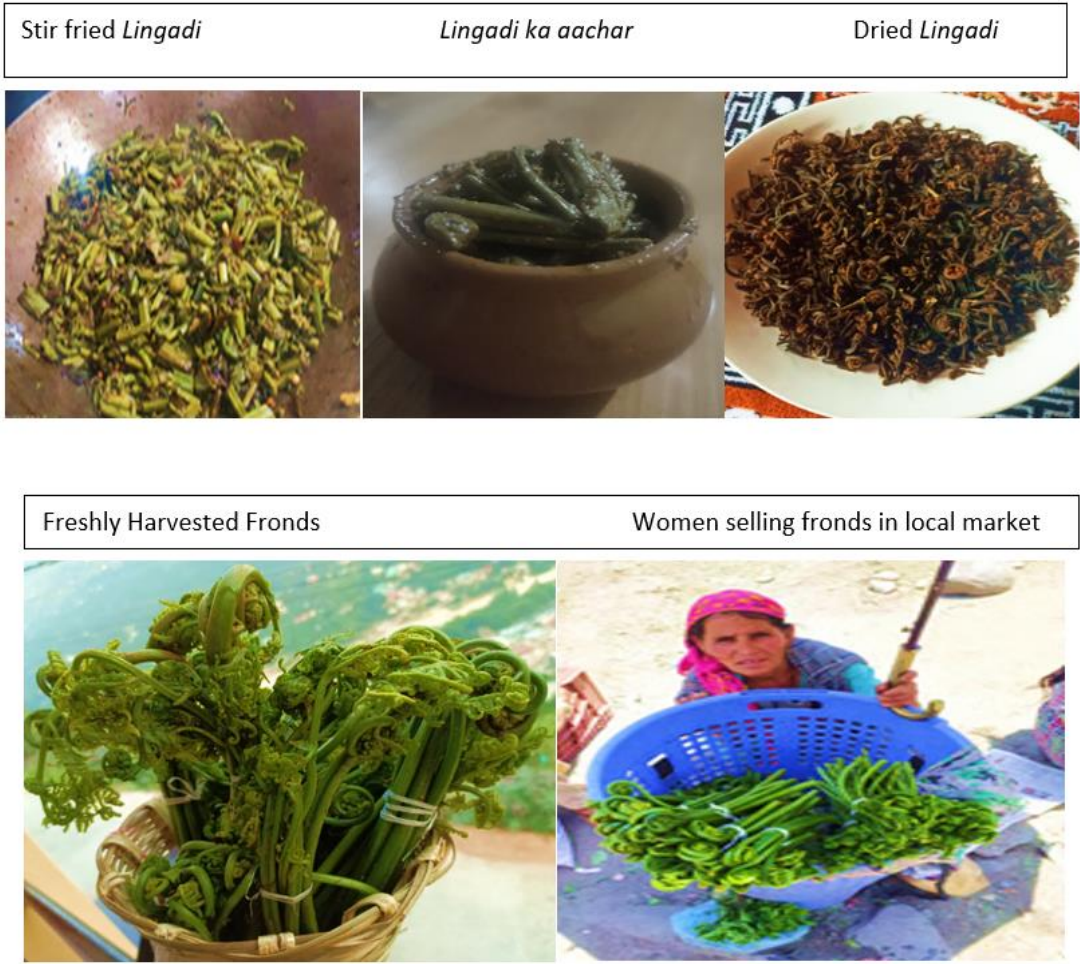 Stir fried Lingadi Lingadi ka aachar Dried Lingadi
Freshly Harvested Fronds Women selling fronds in local market